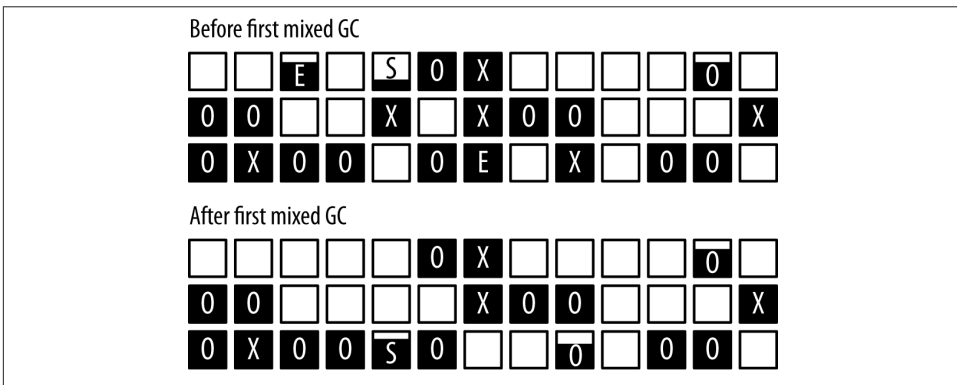 Before first mixed GC
E S O X O
O O X X O O X
O X O O O E X O O
After first mixed GC
O X O
O O X O O X
O X O O S O O O O